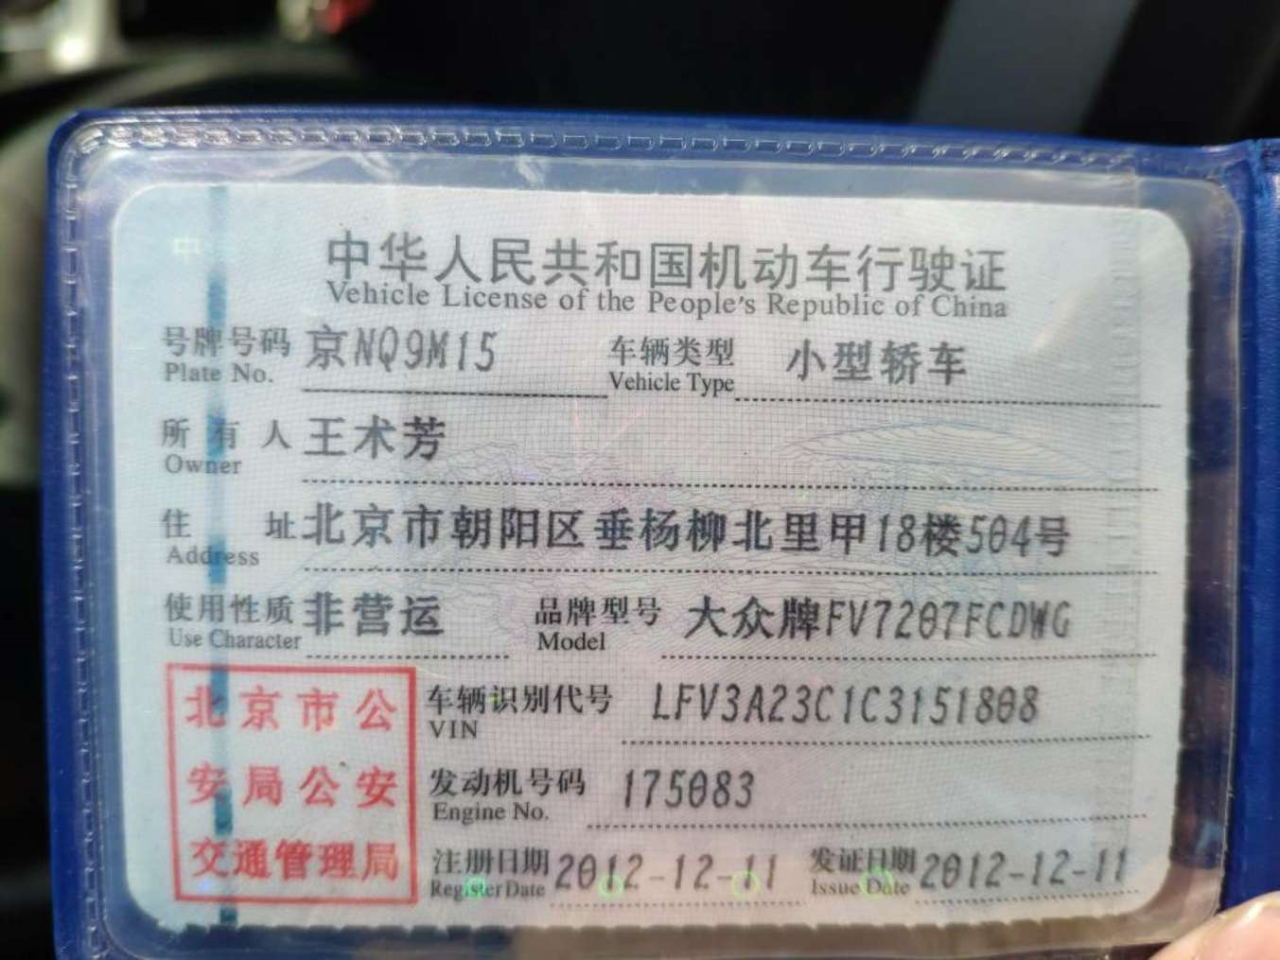 中华人民共和国机动车行驶证
Vehicle License of the People's Republic of China
号牌号码 京NQ9M15 车辆类型 小型轿车
Plate No. Vehicle Type
所有人 王术芳
Owner
住址 北京市朝阳区垂杨柳北里甲18楼504号
Address
使用性质 非营运 品牌型号 大众牌FV7207FCDWG
Use Character Model
北京市公
安局公安
交通管理局
车辆识别代号 LFV3A23C1C3151808
VIN
发动机号码 175083
Engine No.
注册日期 2012-12-11 发证日期 2012-12-11
Register Date Issue Date